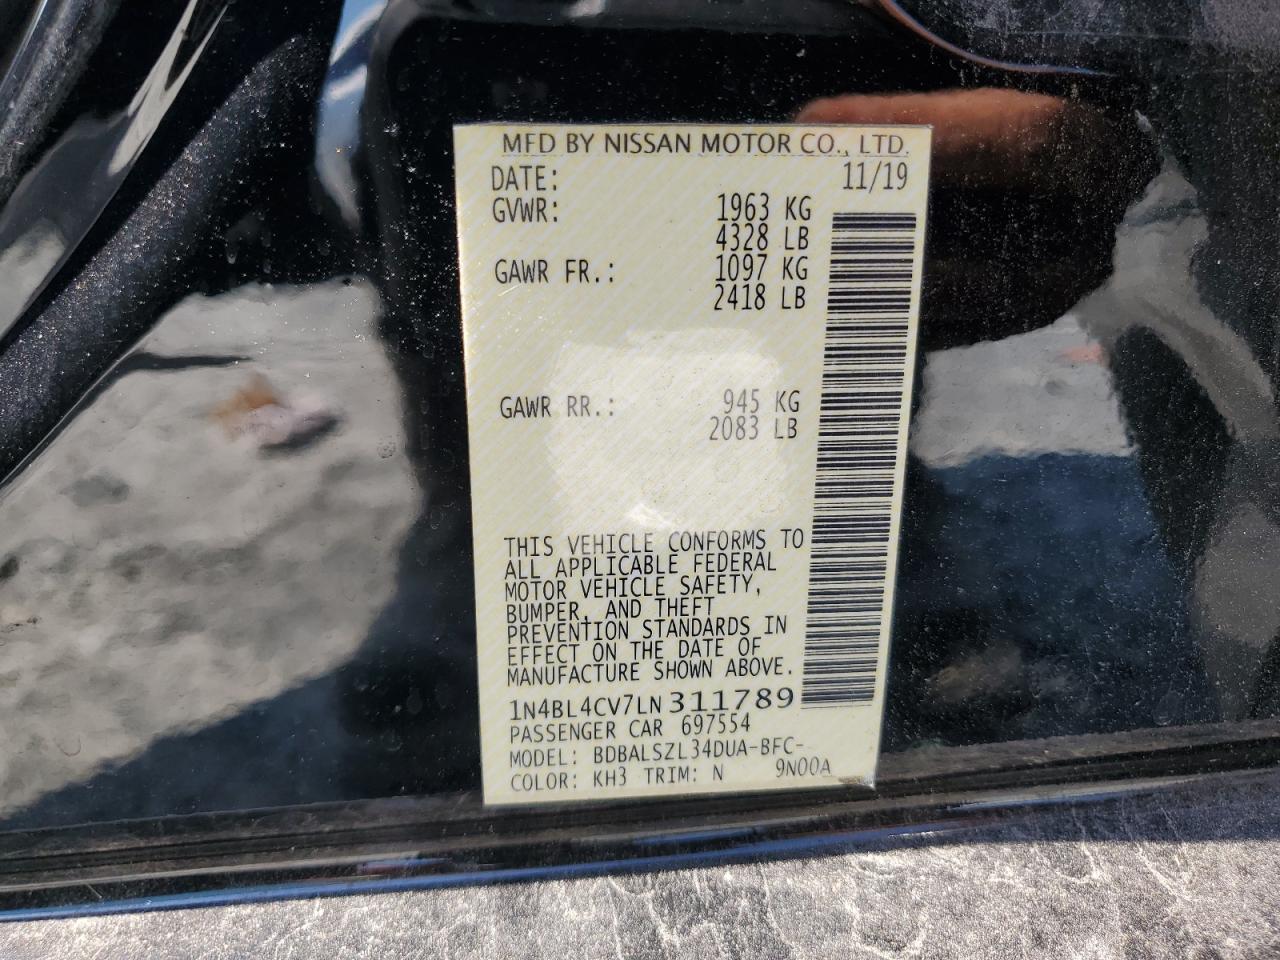 MFD BY NISSAN MOTOR CO., LTD.
DATE: 11/19
GVWR: 1963 KG
4328 LB
GAWR FR.: 1097 KG
2418 LB
GAWR RR.: 945 KG
2083 LB
THIS VEHICLE CONFORMS TO
ALL APPLICABLE FEDERAL
MOTOR VEHICLE SAFETY,
BUMPER, AND THEFT
PREVENTION STANDARDS IN
EFFECT ON THE DATE OF
MANUFACTURE SHOWN ABOVE.
1N4BL4CV7LN311789
PASSENGER CAR 697554
MODEL: BDBALSZL34DUA-BFC-
COLOR: KH3 TRIM: N 9N00A